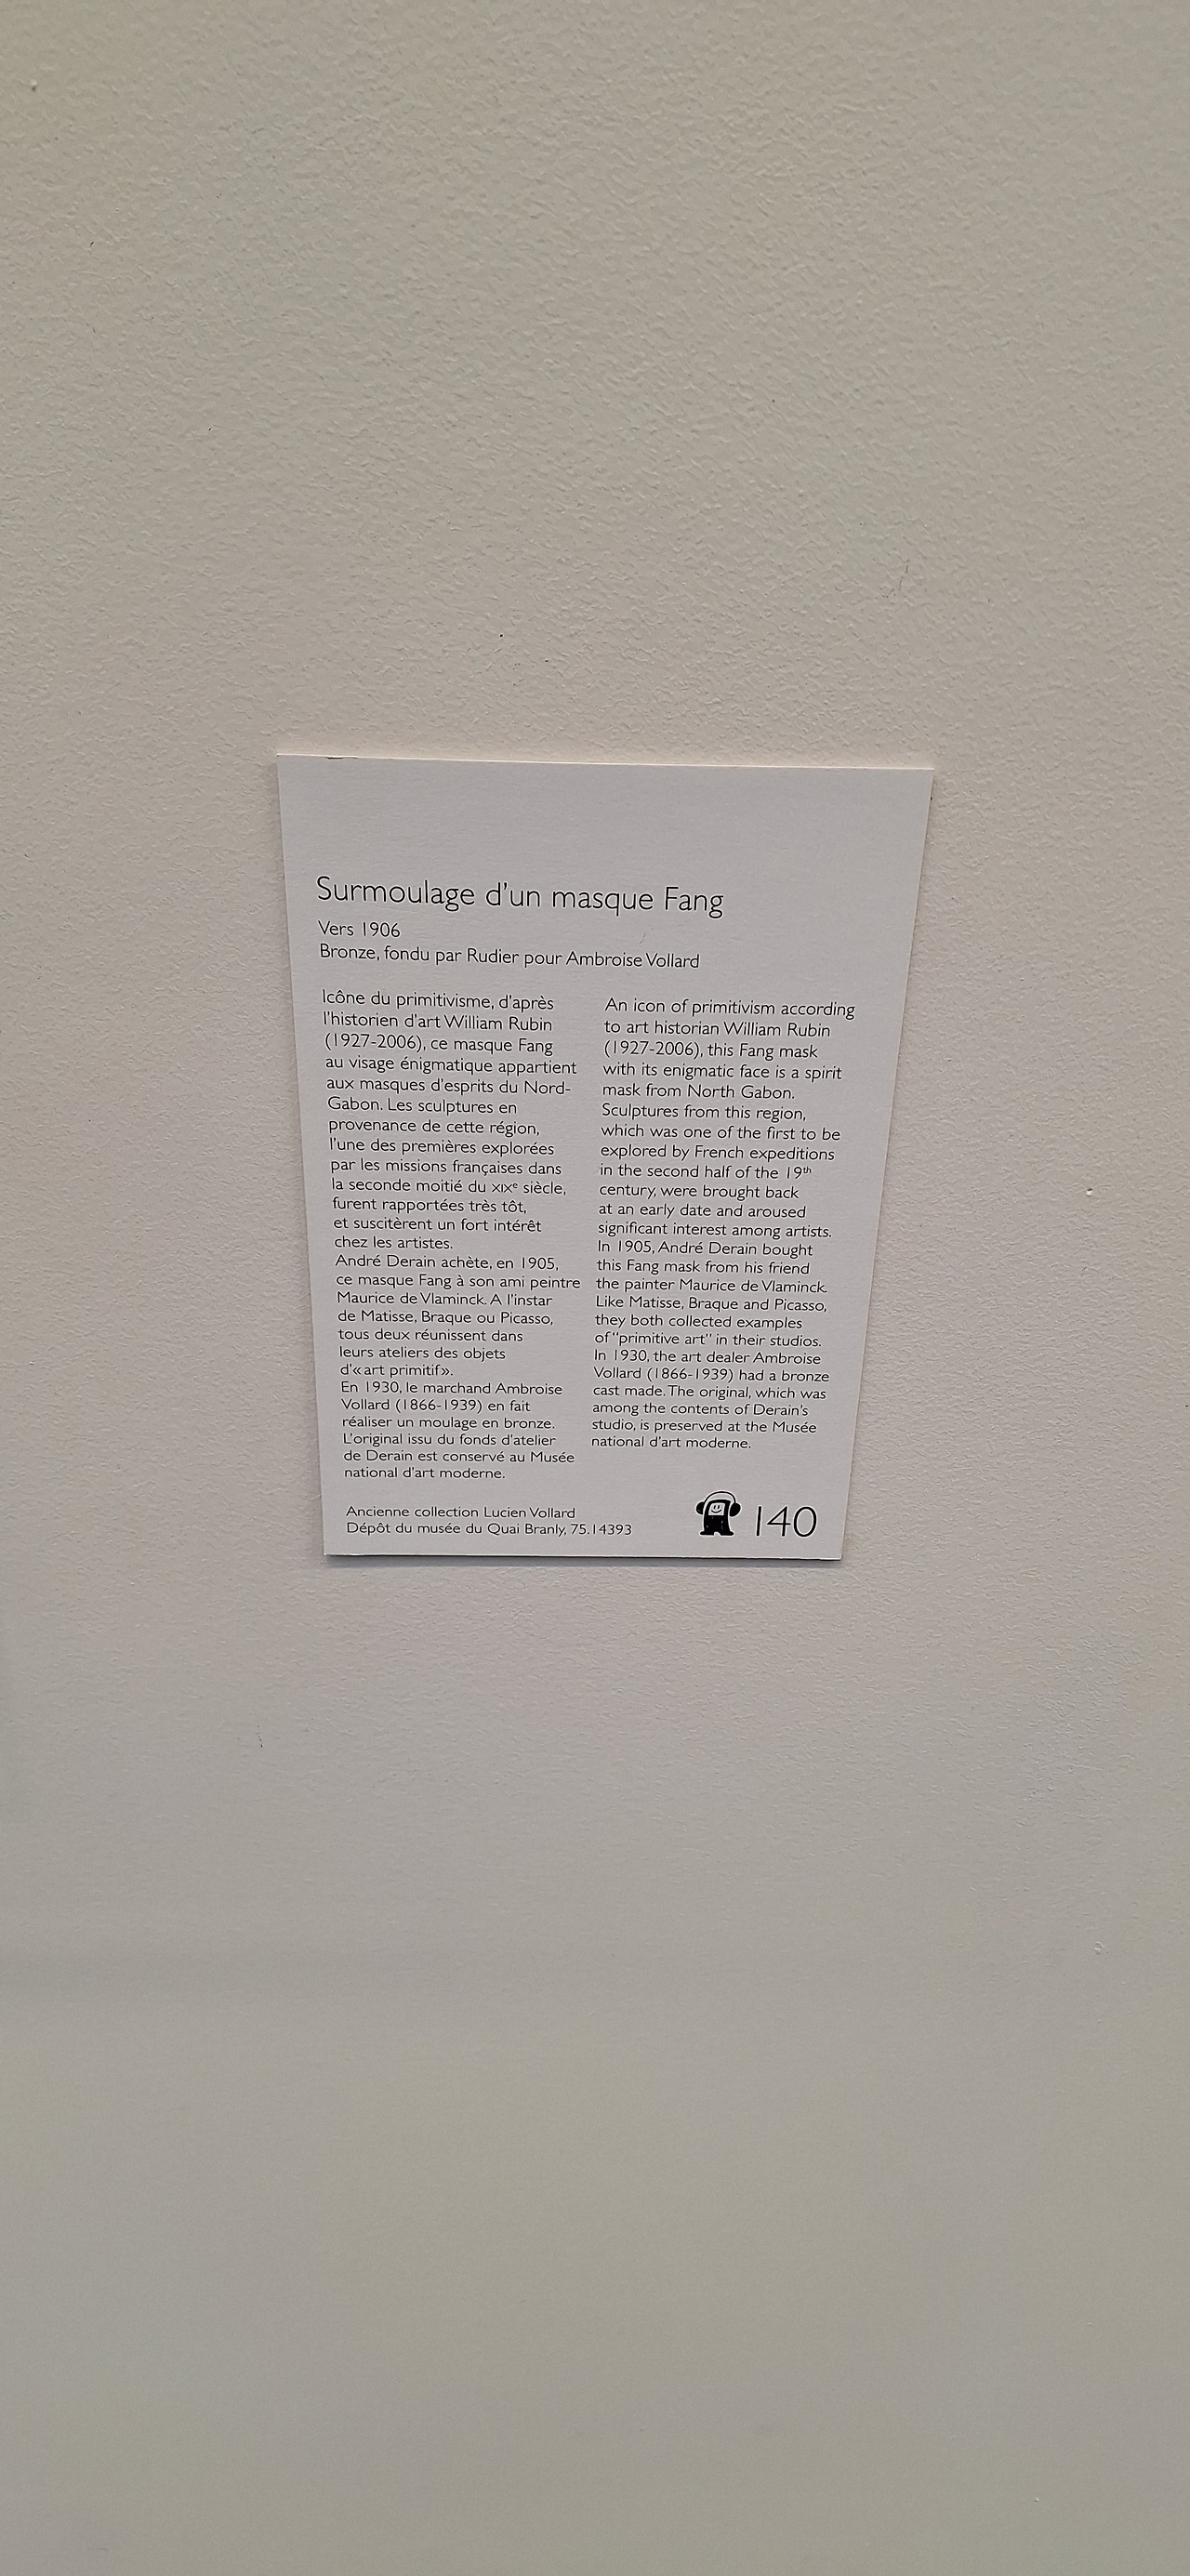 Surmoulage d'un masque Fang
Vers 1906
Bronze, fondu par Rudier pour Ambroise Vollard
Icône du primitivisme, d'après
l'historien d'art William Rubin
(1927-2006), ce masque Fang
au visage énigmatique appartient
aux masques d'esprits du Nord-
Gabon. Les sculptures en
provenance de cette région,
l'une des premières explorées
par les missions françaises dans
la seconde moitié du XIXe siècle,
furent rapportées très tôt,
et suscitèrent un fort intérêt
chez les artistes.
André Derain achète, en 1905,
ce masque Fang à son ami peintre
Maurice de Vlaminck. A l'instar
de Matisse, Braque ou Picasso,
tous deux réunissent dans
leurs ateliers des objets
d'« art primitif ».
En 1930, le marchand Ambroise
Vollard (1866-1939) en fait
réaliser un moulage en bronze.
L'original issu du fonds d'atelier
de Derain est conservé au Musée
national d'art moderne.
An icon of primitivism according
to art historian William Rubin
(1927-2006), this Fang mask
with its enigmatic face is a spirit
mask from North Gabon.
Sculptures from this region,
which was one of the first to be
explored by French expeditions
in the second half of the 19th
century, were brought back
at an early date and aroused
significant interest among artists.
In 1905, André Derain bought
this Fang mask from his friend
the painter Maurice de Vlaminck.
Like Matisse, Braque and Picasso,
they both collected examples
of "primitive art" in their studios.
In 1930, the art dealer Ambroise
Vollard (1866-1939) had a bronze
cast made. The original, which was
among the contents of Derain's
studio, is preserved at the Musée
national d'art moderne.
Ancienne collection Lucien Vollard
Dépôt du musée du Quai Branly, 75.14393
140